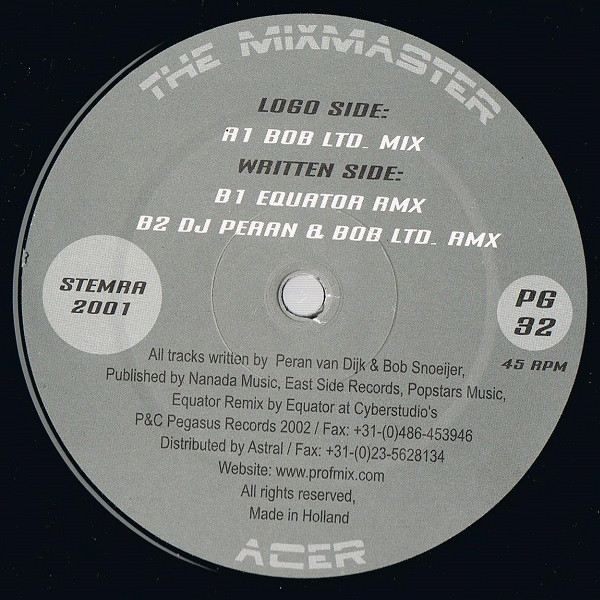 THE MIXMASTER
LOGO SIDE:
A1 BOB LTD. MIX
WRITTEN SIDE:
B1 EQUATOR RMX
B2 DJ PERAN & BOB LTD. RMX
STEMRA
2001
PG
32
45 RPM
All tracks written by Peran van Dijk & Bob Snoeijer,
Published by Nanada Music, East Side Records, Popstars Music,
Equator Remix by Equator at Cyberstudio's
P&C Pegasus Records 2002 / Fax: +31-(0)486-453946
Distributed by Astral / Fax: +31-(0)23-5628134
Website: www.profmix.com
All rights reserved,
Made in Holland
ACER